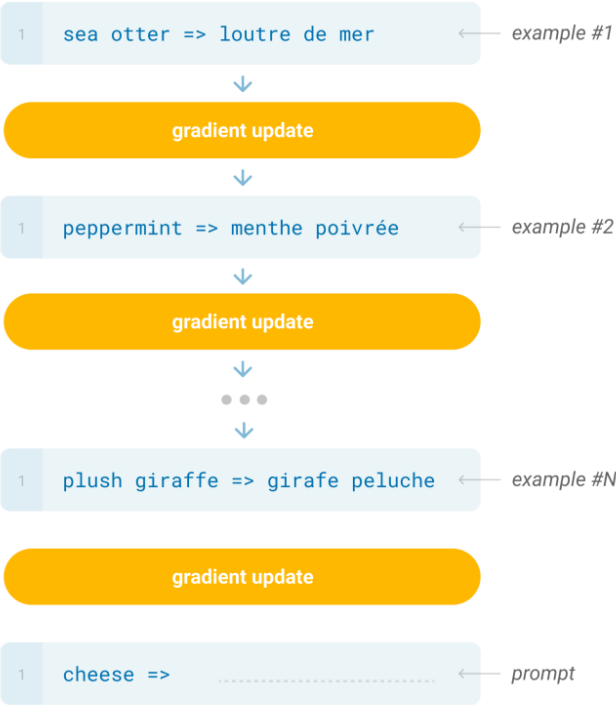 1 sea otter => loutre de mer example #1
gradient update
1 peppermint => menthe poivrée example #2
gradient update
1 plush giraffe => girafe peluche example #N
gradient update
1 cheese => prompt